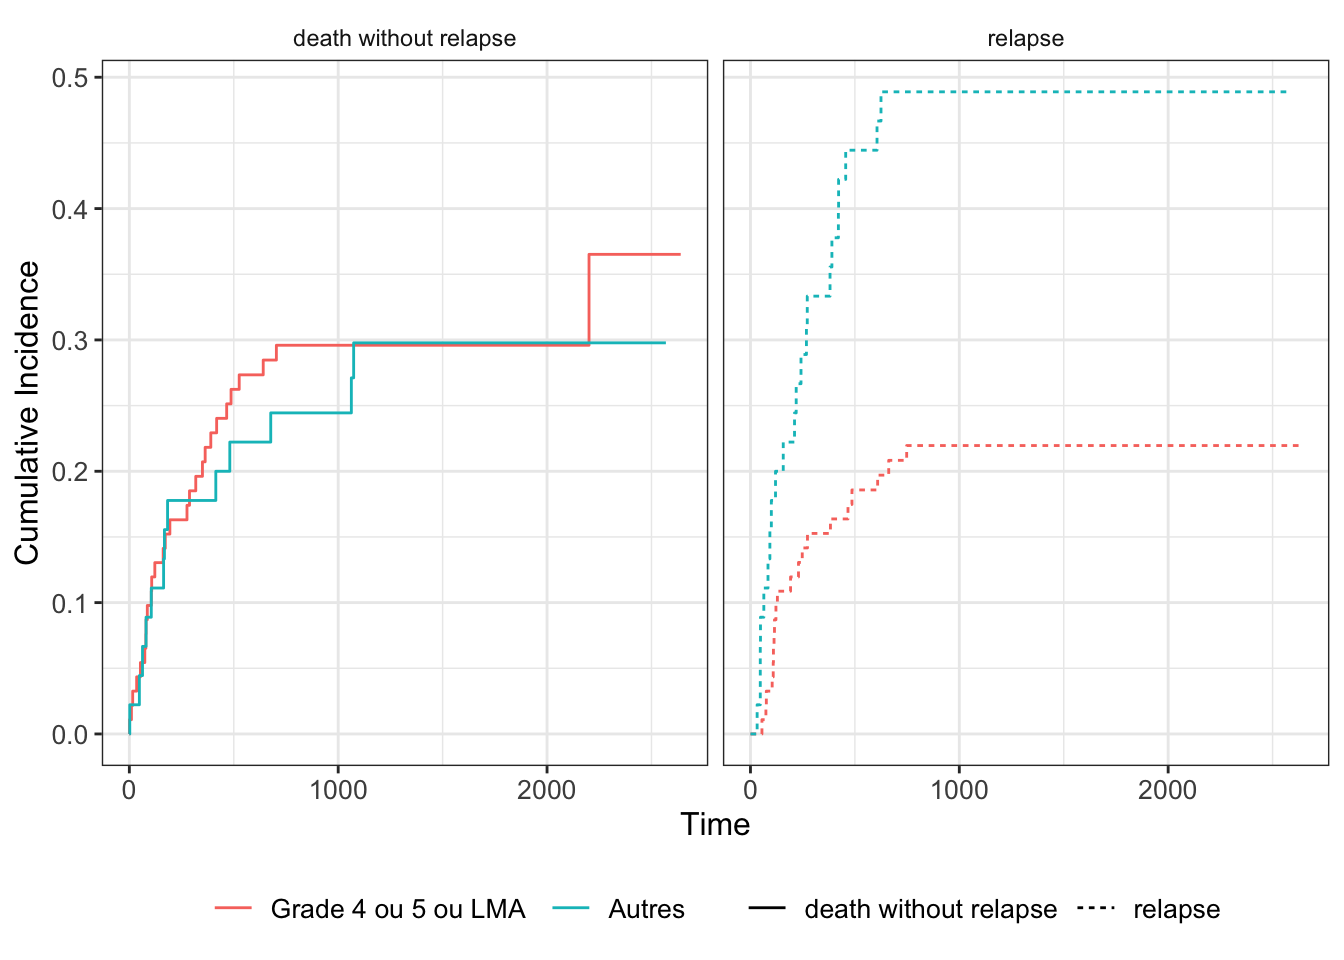 death without relapse relapse
0.5
0.4
0.3
0.2
0.1
0.0
Cumulative Incidence
0 1000 2000 0 1000 2000
Time
Grade 4 ou 5 ou LMA Autres death without relapse relapse